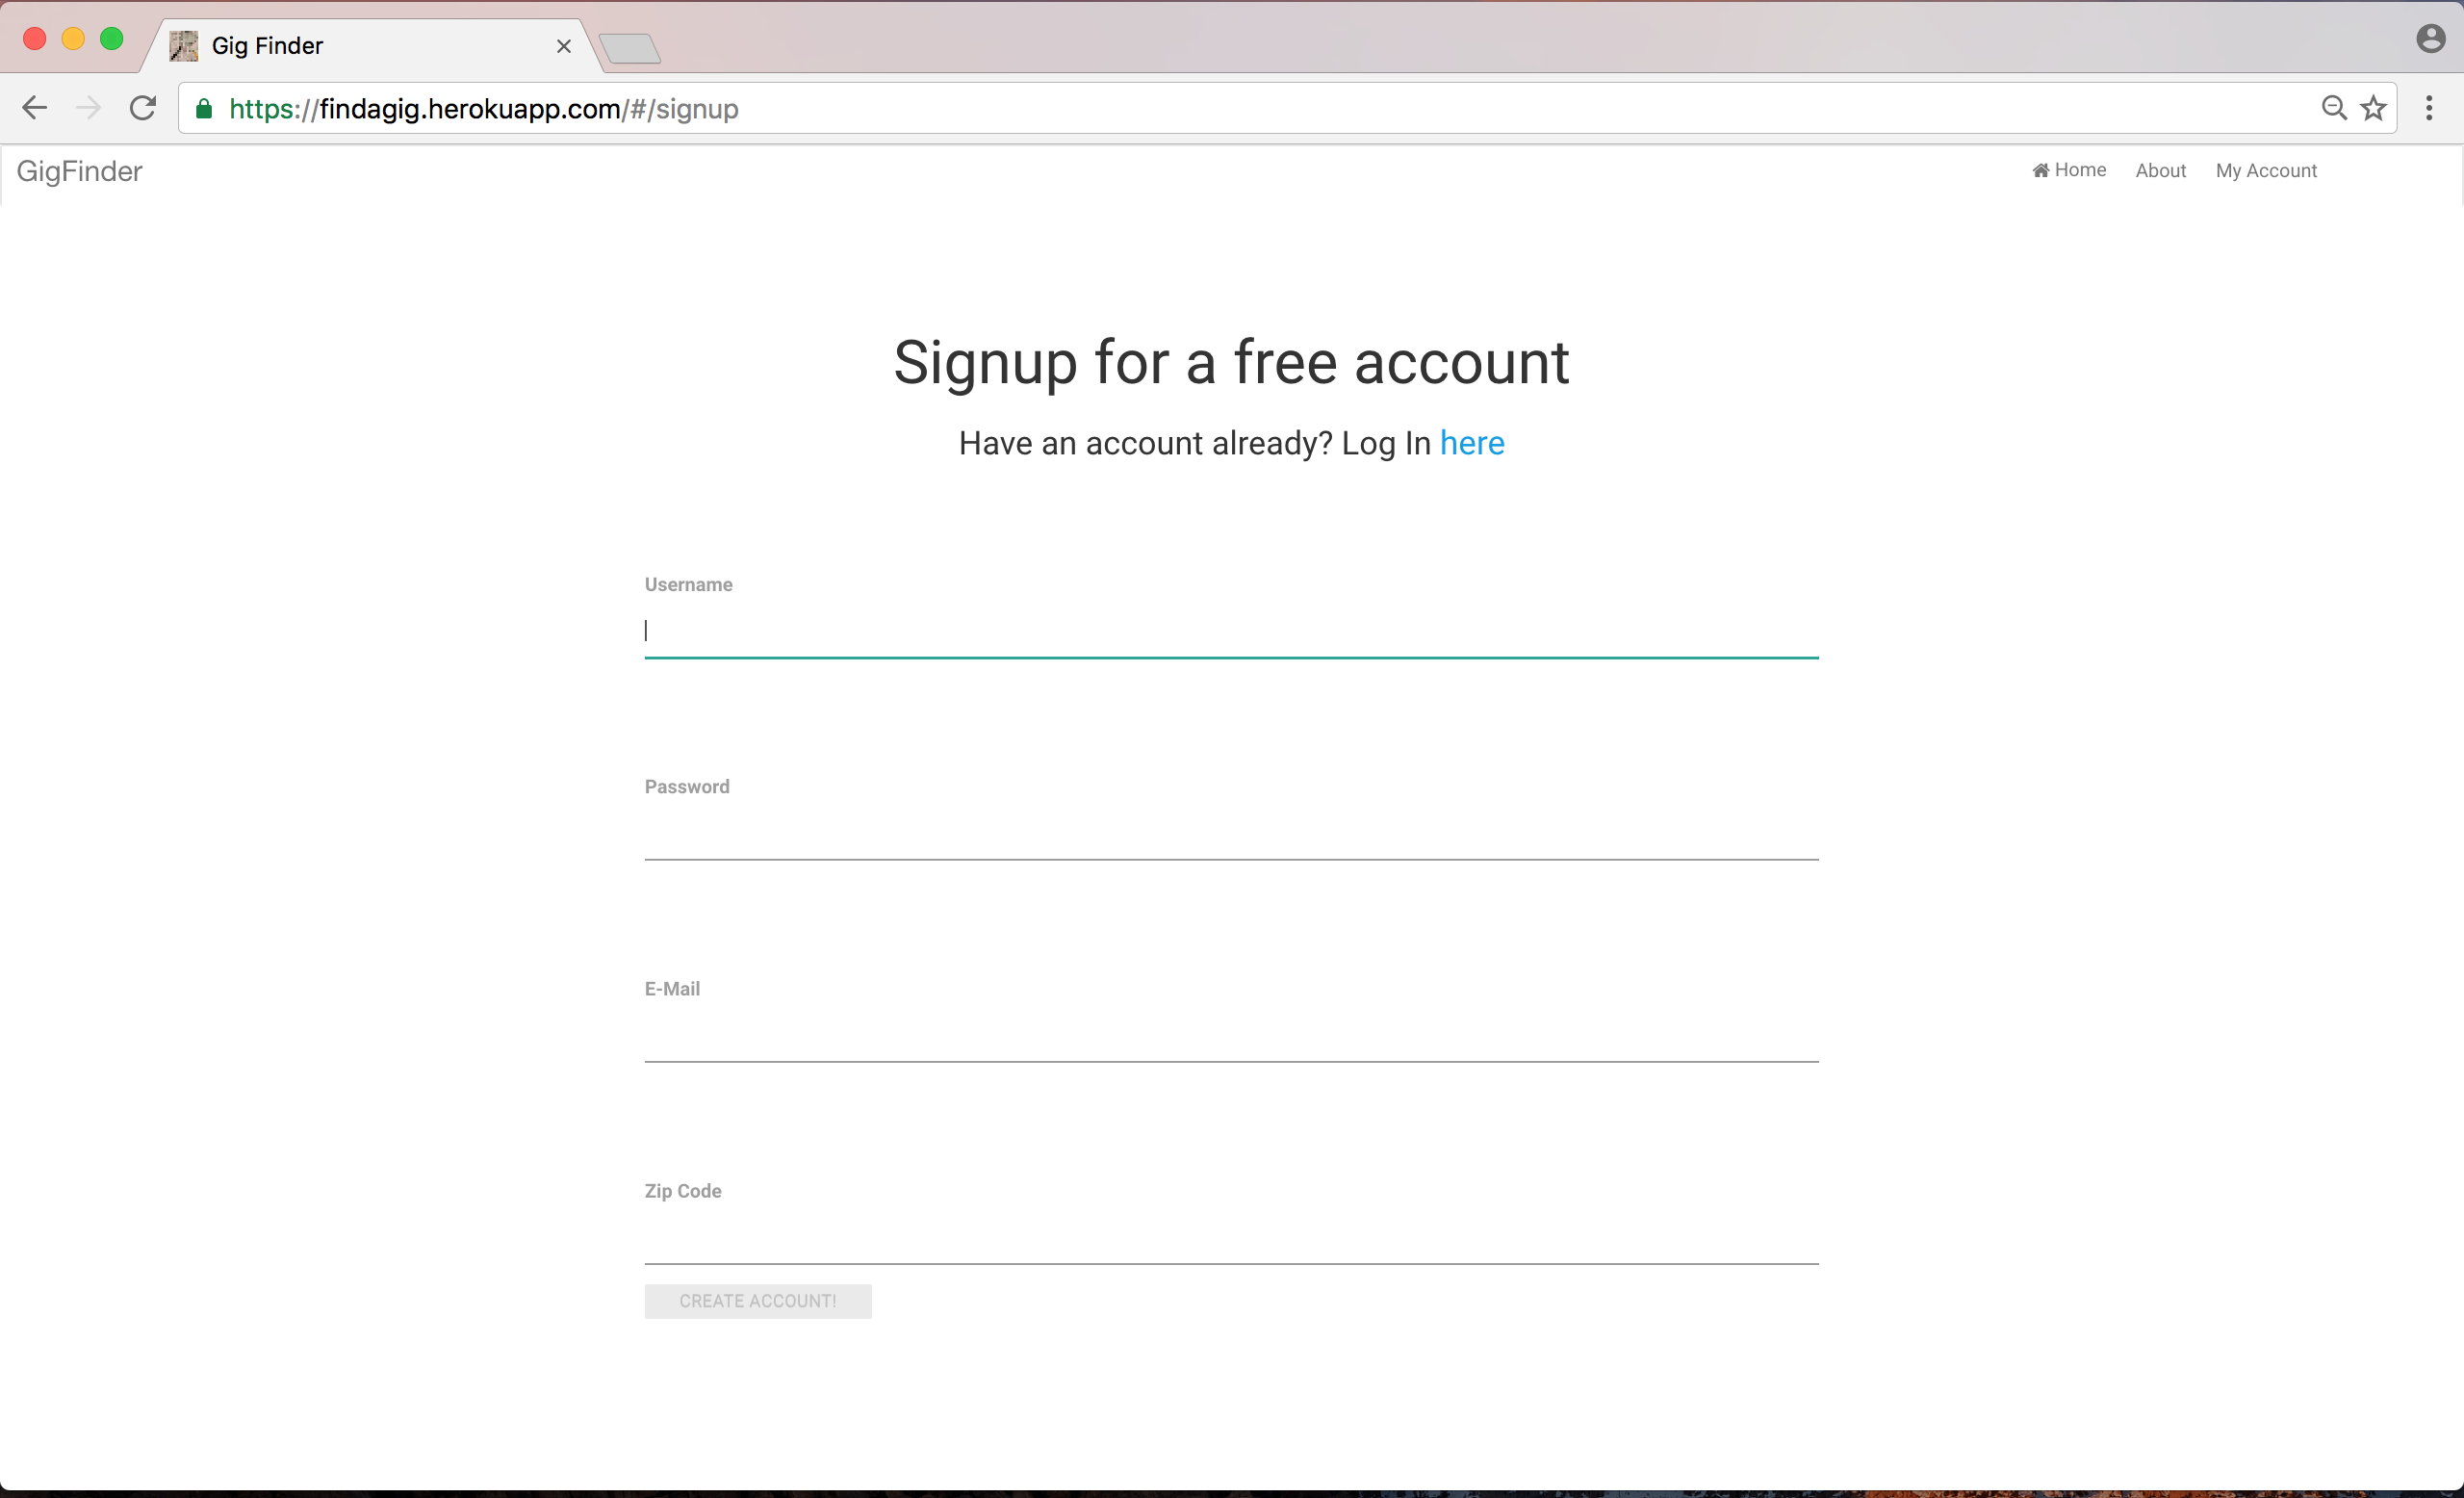 Gig Finder
https://findagig.herokuapp.com/#/signup
GigFinder
Home About My Account
Signup for a free account
Have an account already? Log In here
Username
Password
E-Mail
Zip Code
CREATE ACCOUNT!